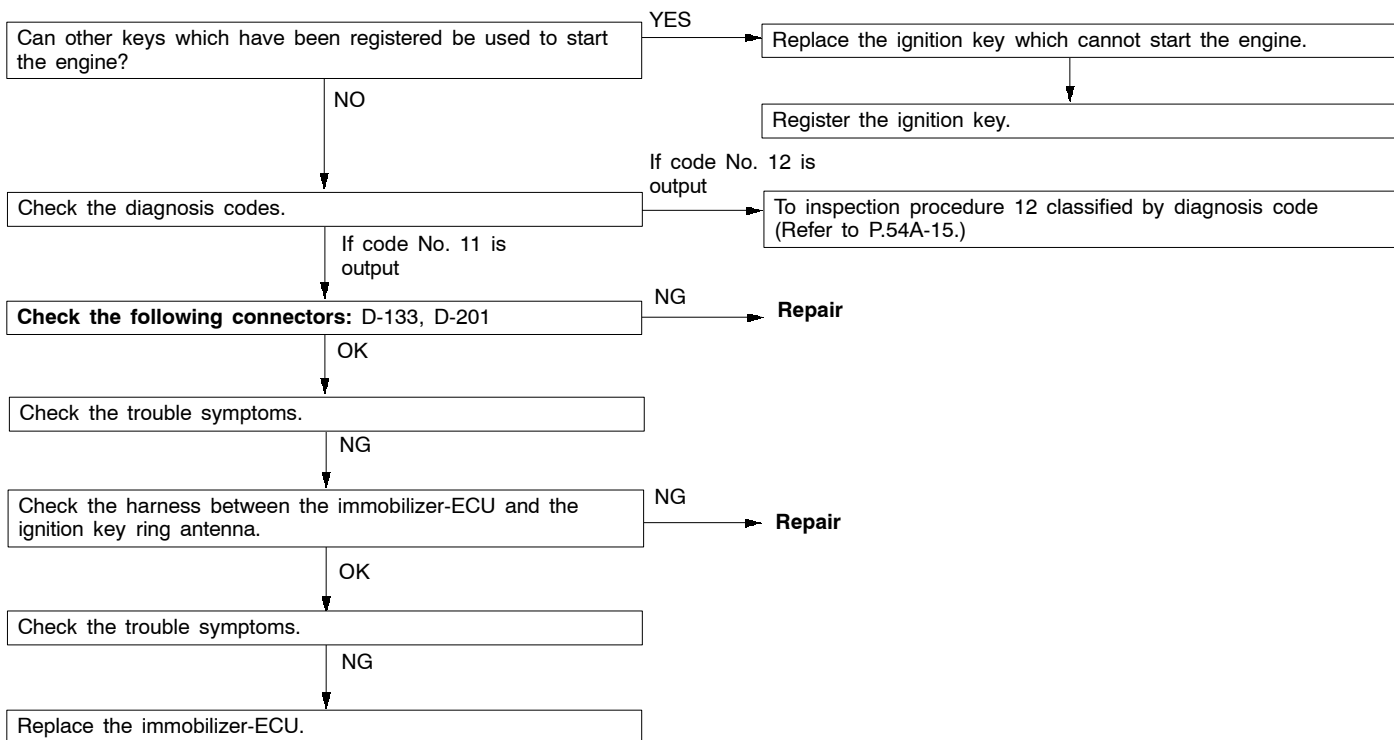 Can other keys which have been registered be used to start
the engine?
YES
Replace the ignition key which cannot start the engine.
NO
Register the ignition key.
Check the diagnosis codes.
If code No. 12 is
output
To inspection procedure 12 classified by diagnosis code
(Refer to P.54A-15.)
If code No. 11 is
output
Check the following connectors: D-133, D-201
NG
Repair
OK
Check the trouble symptoms.
NG
Check the harness between the immobilizer-ECU and the
ignition key ring antenna.
NG
Repair
OK
Check the trouble symptoms.
NG
Replace the immobilizer-ECU.